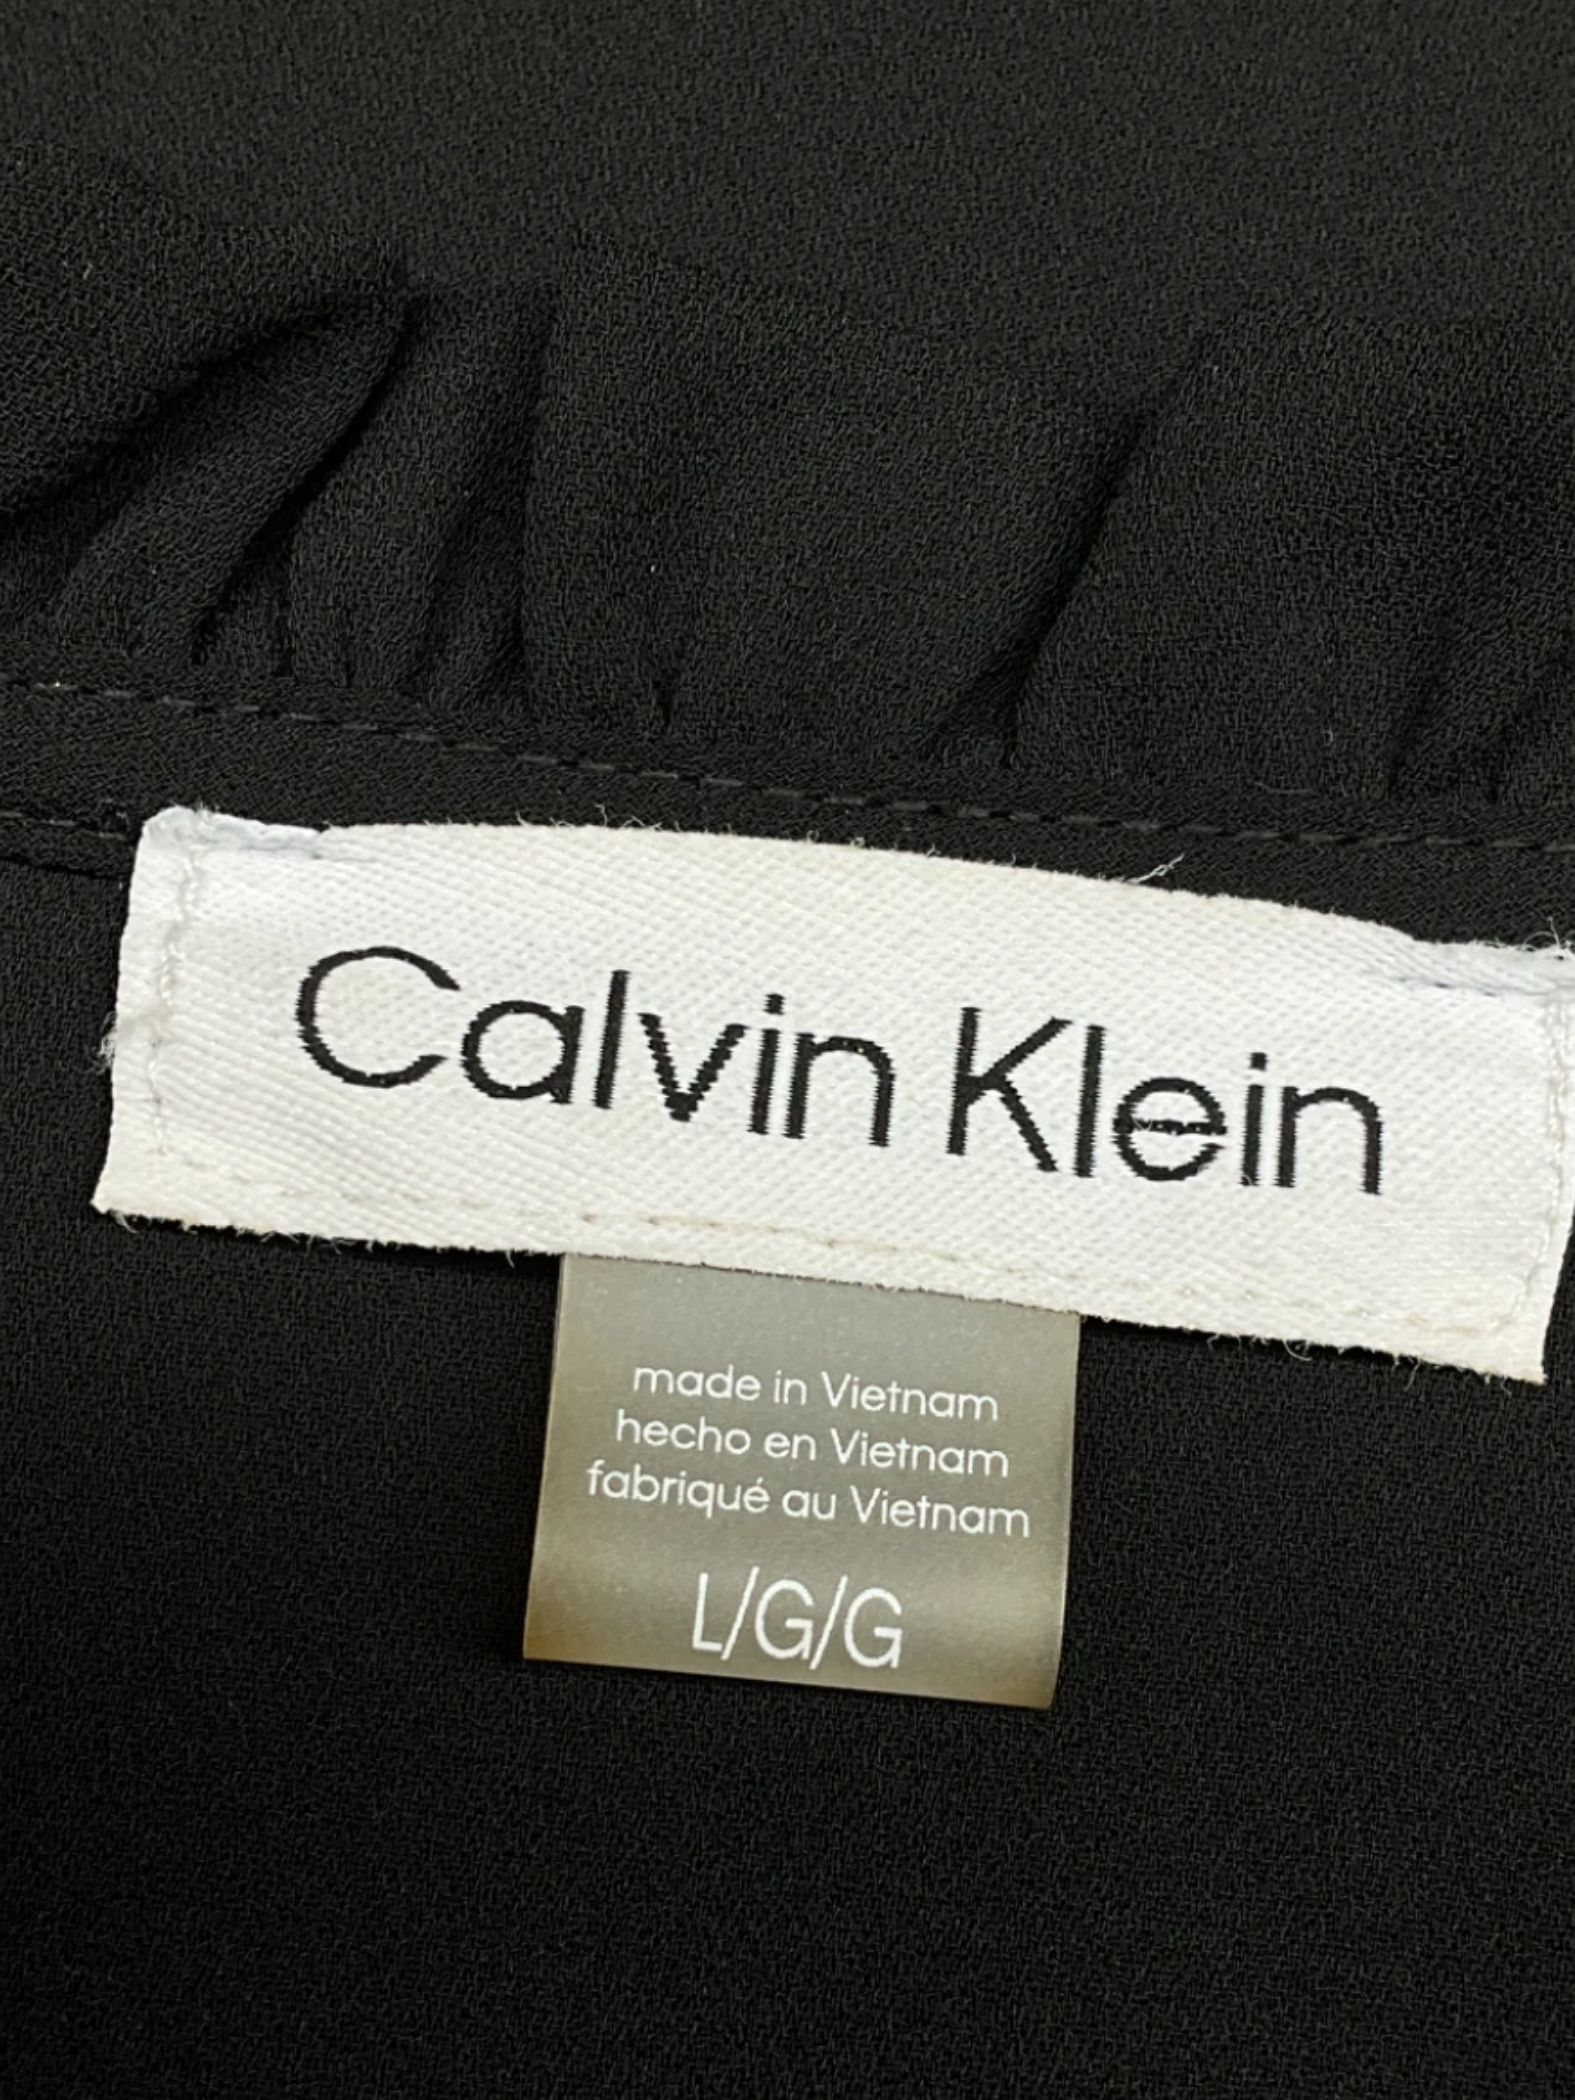 Calvin Klein
made in Vietnam
hecho en Vietnam
fabriqué au Vietnam
L/G/G